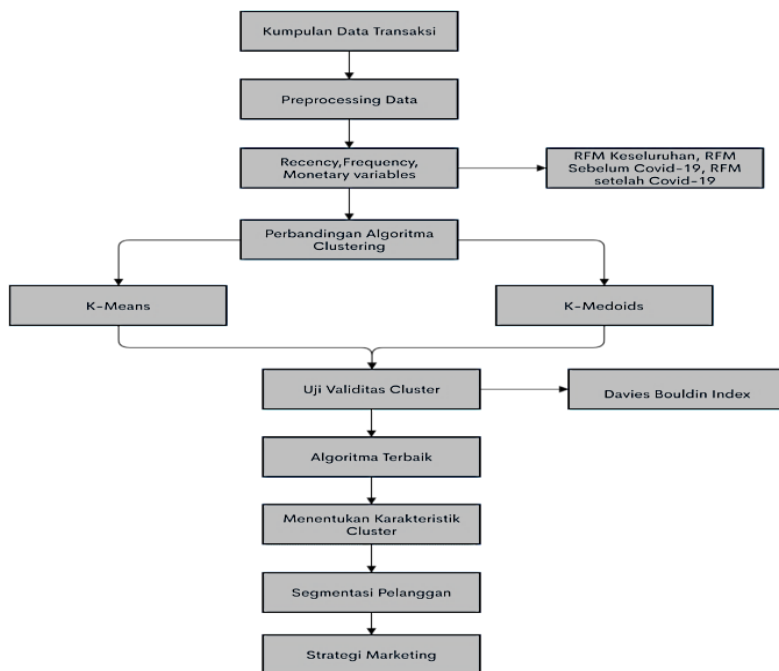 Kumpulan Data Transaksi
Preprocessing Data
Recency,Frequency,
Monetary variables
RFM Keseluruhan, RFM
Sebelum Covid-19, RFM
setelah Covid-19
Perbandingan Algoritma
Clustering
K-Means
K-Medoids
Uji Validitas Cluster
Davies Bouldin Index
Algoritma Terbaik
Menentukan Karakteristik
Cluster
Segmentasi Pelanggan
Strategi Marketing